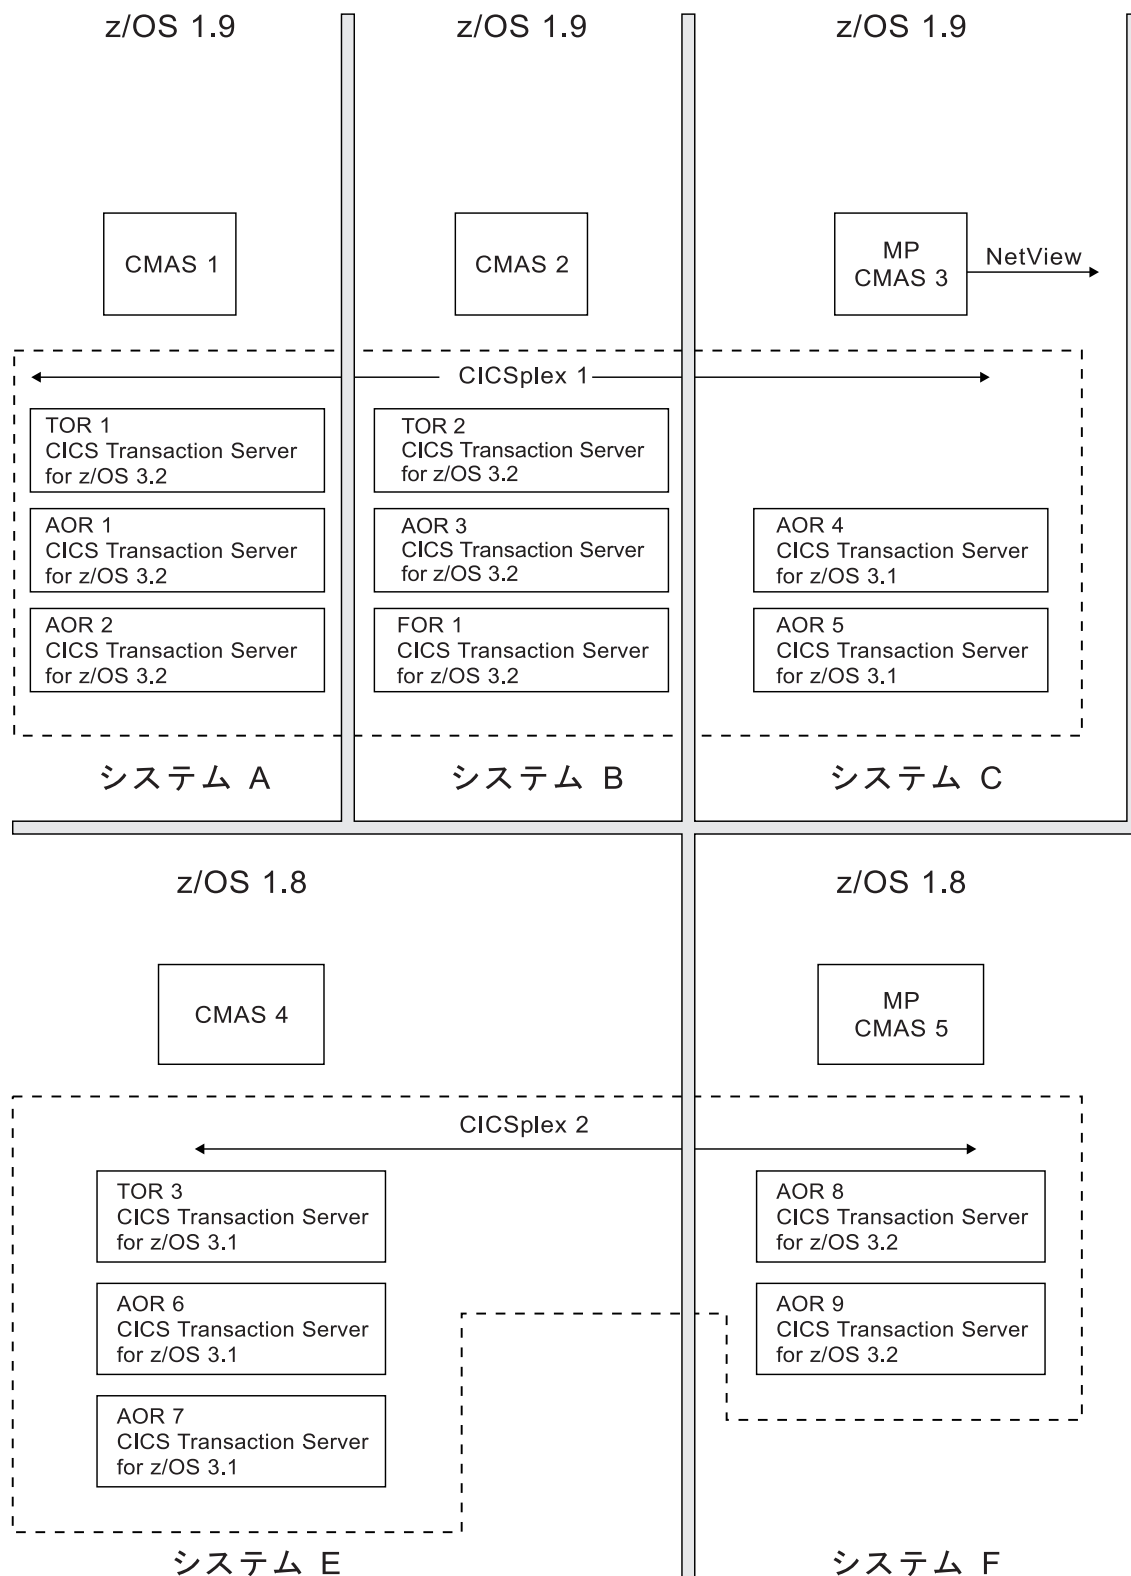 z/OS 1.9
z/OS 1.9
z/OS 1.9
CMAS 1
CMAS 2
MP
CMAS 3
NetView
CICSplex 1
TOR 1
CICS Transaction Server
for z/OS 3.2
TOR 2
CICS Transaction Server
for z/OS 3.2
AOR 1
CICS Transaction Server
for z/OS 3.2
AOR 3
CICS Transaction Server
for z/OS 3.2
AOR 4
CICS Transaction Server
for z/OS 3.1
AOR 2
CICS Transaction Server
for z/OS 3.2
FOR 1
CICS Transaction Server
for z/OS 3.2
AOR 5
CICS Transaction Server
for z/OS 3.1
システム A
システム B
システム C
z/OS 1.8
z/OS 1.8
CMAS 4
MP
CMAS 5
CICSplex 2
TOR 3
CICS Transaction Server
for z/OS 3.1
AOR 8
CICS Transaction Server
for z/OS 3.2
AOR 6
CICS Transaction Server
for z/OS 3.1
AOR 9
CICS Transaction Server
for z/OS 3.2
AOR 7
CICS Transaction Server
for z/OS 3.1
システム E
システム F